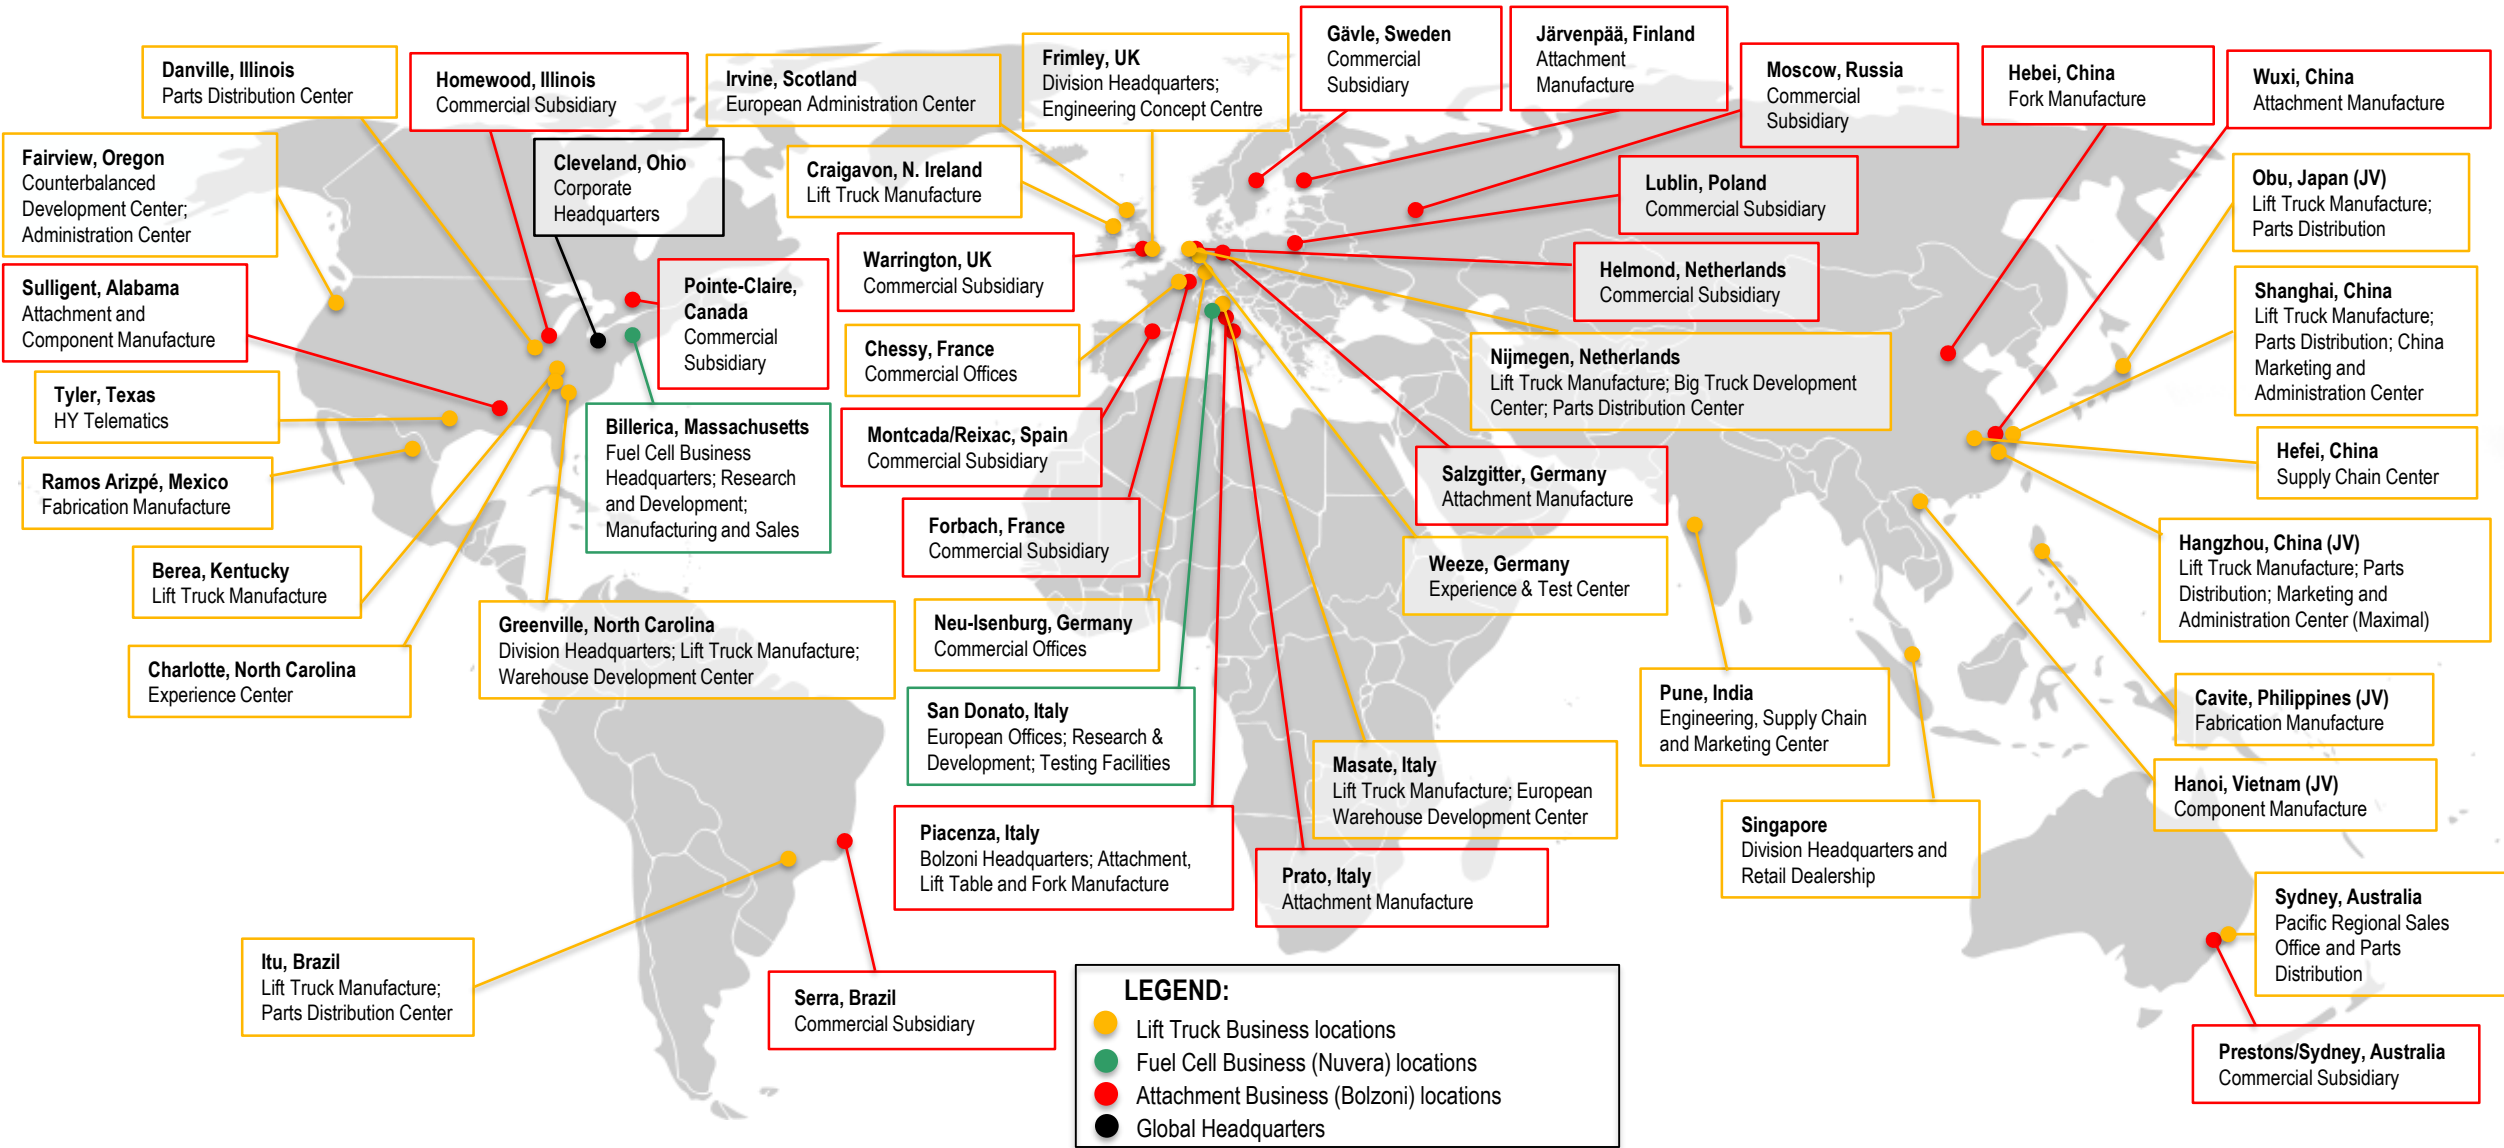 Danville, Illinois
Parts Distribution Center
Homewood, Illinois
Commercial Subsidiary
Irvine, Scotland
European Administration Center
Frimley, UK
Division Headquarters;
Engineering Concept Centre
Gävle, Sweden
Commercial
Subsidiary
Järvenpää, Finland
Attachment
Manufacture
Moscow, Russia
Commercial
Subsidiary
Hebei, China
Fork Manufacture
Wuxi, China
Attachment Manufacture
Fairview, Oregon
Counterbalanced
Development Center;
Administration Center
Cleveland, Ohio
Corporate
Headquarters
Craigavon, N. Ireland
Lift Truck Manufacture
Lublin, Poland
Commercial Subsidiary
Obu, Japan (JV)
Lift Truck Manufacture;
Parts Distribution
Sulligent, Alabama
Attachment and
Component Manufacture
Pointe-Claire,
Canada
Commercial
Subsidiary
Warrington, UK
Commercial Subsidiary
Helmond, Netherlands
Commercial Subsidiary
Shanghai, China
Lift Truck Manufacture;
Parts Distribution; China
Marketing and
Administration Center
Chessy, France
Commercial Offices
Nijmegen, Netherlands
Lift Truck Manufacture; Big Truck Development
Center; Parts Distribution Center
Tyler, Texas
HY Telematics
Billerica, Massachusetts
Fuel Cell Business
Headquarters; Research
and Development;
Manufacturing and Sales
Montcada/Reixac, Spain
Commercial Subsidiary
Salzgitter, Germany
Attachment Manufacture
Hefei, China
Supply Chain Center
Ramos Arizpé, Mexico
Fabrication Manufacture
Forbach, France
Commercial Subsidiary
Weeze, Germany
Experience & Test Center
Hangzhou, China (JV)
Lift Truck Manufacture; Parts
Distribution; Marketing and
Administration Center (Maximal)
Berea, Kentucky
Lift Truck Manufacture
Greenville, North Carolina
Division Headquarters; Lift Truck Manufacture;
Warehouse Development Center
Neu-Isenburg, Germany
Commercial Offices
Charlotte, North Carolina
Experience Center
San Donato, Italy
European Offices; Research &
Development; Testing Facilities
Pune, India
Engineering, Supply Chain
and Marketing Center
Cavite, Philippines (JV)
Fabrication Manufacture
Masate, Italy
Lift Truck Manufacture; European
Warehouse Development Center
Hanoi, Vietnam (JV)
Component Manufacture
Piacenza, Italy
Bolzoni Headquarters; Attachment,
Lift Table and Fork Manufacture
Prato, Italy
Attachment Manufacture
Singapore
Division Headquarters and
Retail Dealership
Sydney, Australia
Pacific Regional Sales
Office and Parts
Distribution
Itu, Brazil
Lift Truck Manufacture;
Parts Distribution Center
Serra, Brazil
Commercial Subsidiary
Prestons/Sydney, Australia
Commercial Subsidiary
LEGEND:
Lift Truck Business locations
Fuel Cell Business (Nuvera) locations
Attachment Business (Bolzoni) locations
Global Headquarters